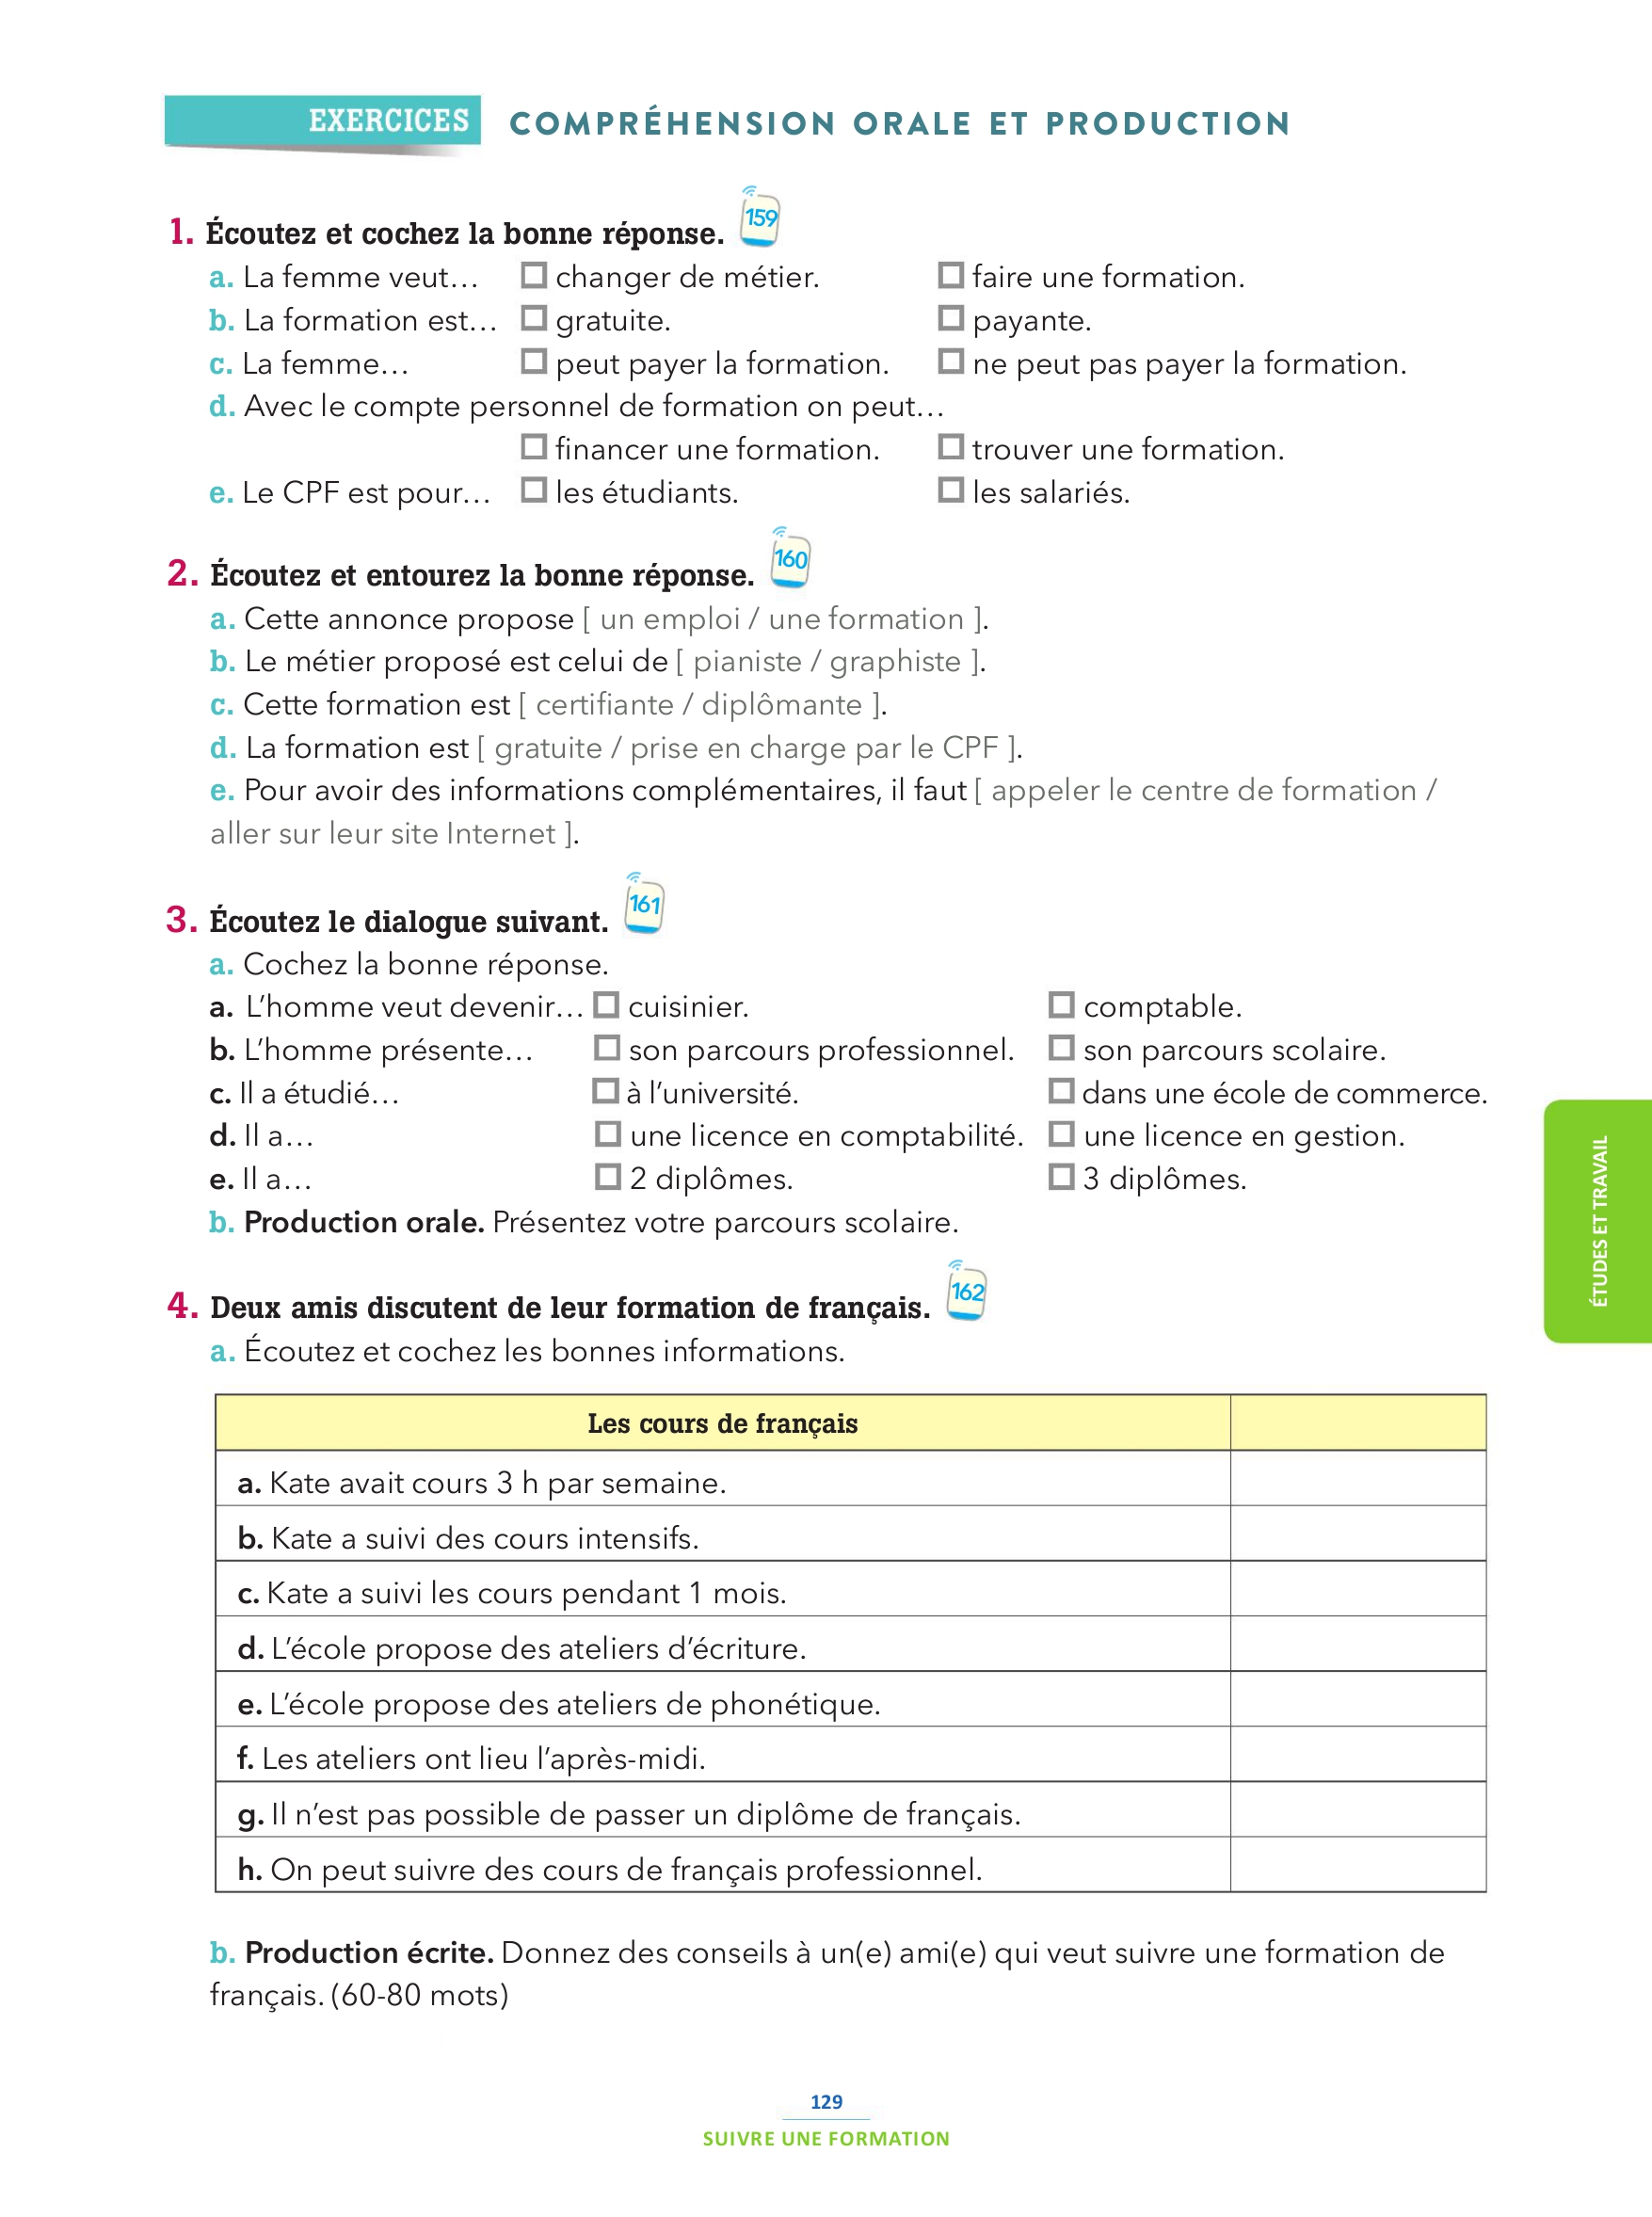 EXERCICES COMPRÉHENSION ORALE ET PRODUCTION
1. Écoutez et cochez la bonne réponse. 159
a. La femme veut… ☐ changer de métier. ☐ faire une formation.
b. La formation est… ☐ gratuite. ☐ payante.
c. La femme… ☐ peut payer la formation. ☐ ne peut pas payer la formation.
d. Avec le compte personnel de formation on peut…
☐ financer une formation. ☐ trouver une formation.
e. Le CPF est pour… ☐ les étudiants. ☐ les salariés.
2. Écoutez et entourez la bonne réponse. 160
a. Cette annonce propose [ un emploi / une formation ].
b. Le métier proposé est celui de [ pianiste / graphiste ].
c. Cette formation est [ certifiante / diplômante ].
d. La formation est [ gratuite / prise en charge par le CPF ].
e. Pour avoir des informations complémentaires, il faut [ appeler le centre de formation /
aller sur leur site Internet ].
3. Écoutez le dialogue suivant. 161
a. Cochez la bonne réponse.
a. L'homme veut devenir… ☐ cuisinier. ☐ comptable.
b. L'homme présente… ☐ son parcours professionnel. ☐ son parcours scolaire.
c. Il a étudié… ☐ à l'université. ☐ dans une école de commerce.
d. Il a… ☐ une licence en comptabilité. ☐ une licence en gestion.
e. Il a… ☐ 2 diplômes. ☐ 3 diplômes.
b. Production orale. Présentez votre parcours scolaire.
4. Deux amis discutent de leur formation de français. 162
a. Écoutez et cochez les bonnes informations.
Les cours de français
a. Kate avait cours 3 h par semaine.
b. Kate a suivi des cours intensifs.
c. Kate a suivi les cours pendant 1 mois.
d. L'école propose des ateliers d'écriture.
e. L'école propose des ateliers de phonétique.
f. Les ateliers ont lieu l'après-midi.
g. Il n'est pas possible de passer un diplôme de français.
h. On peut suivre des cours de français professionnel.
b. Production écrite. Donnez des conseils à un(e) ami(e) qui veut suivre une formation de
français. (60-80 mots)
ÉTUDES ET TRAVAIL
129
SUIVRE UNE FORMATION